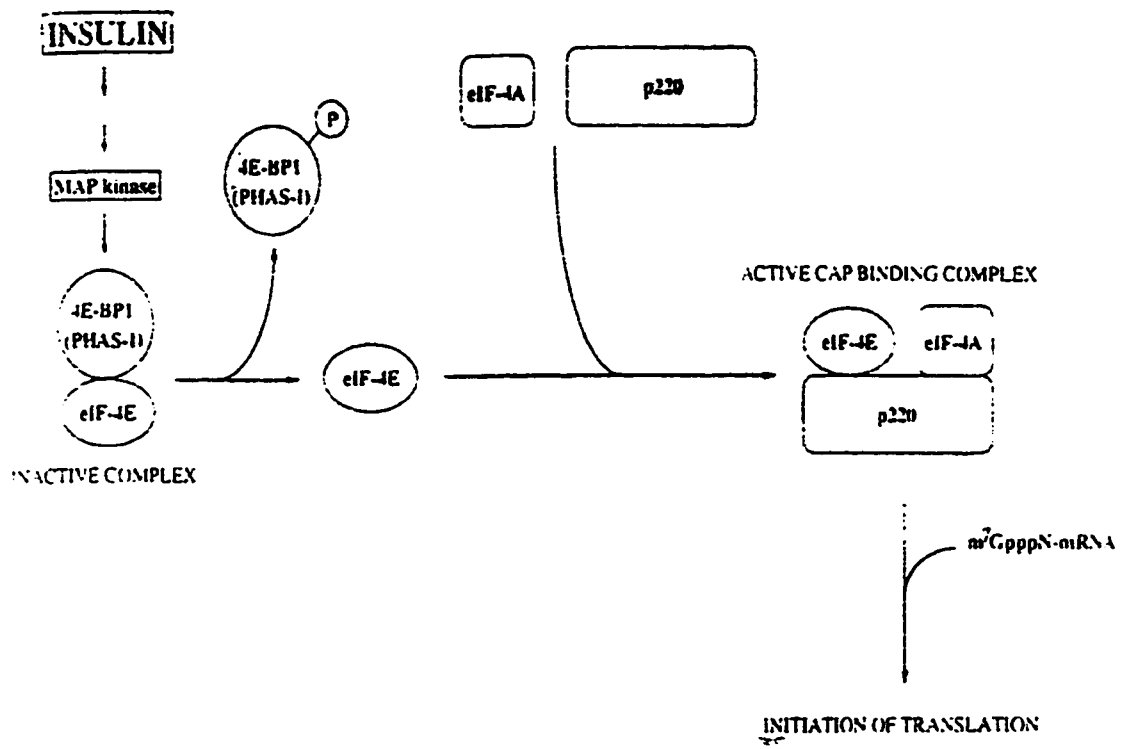 INSULIN
eIF-4A
p220
P
4E-BP1
(PHAS-I)
MAP kinase
ACTIVE CAP BINDING COMPLEX
4E-BP1
(PHAS-I)
eIF-4E
eIF-4A
eIF-4E
eIF-4E
p220
INACTIVE COMPLEX
m⁷GpppN-mRNA
INITIATION OF TRANSLATION